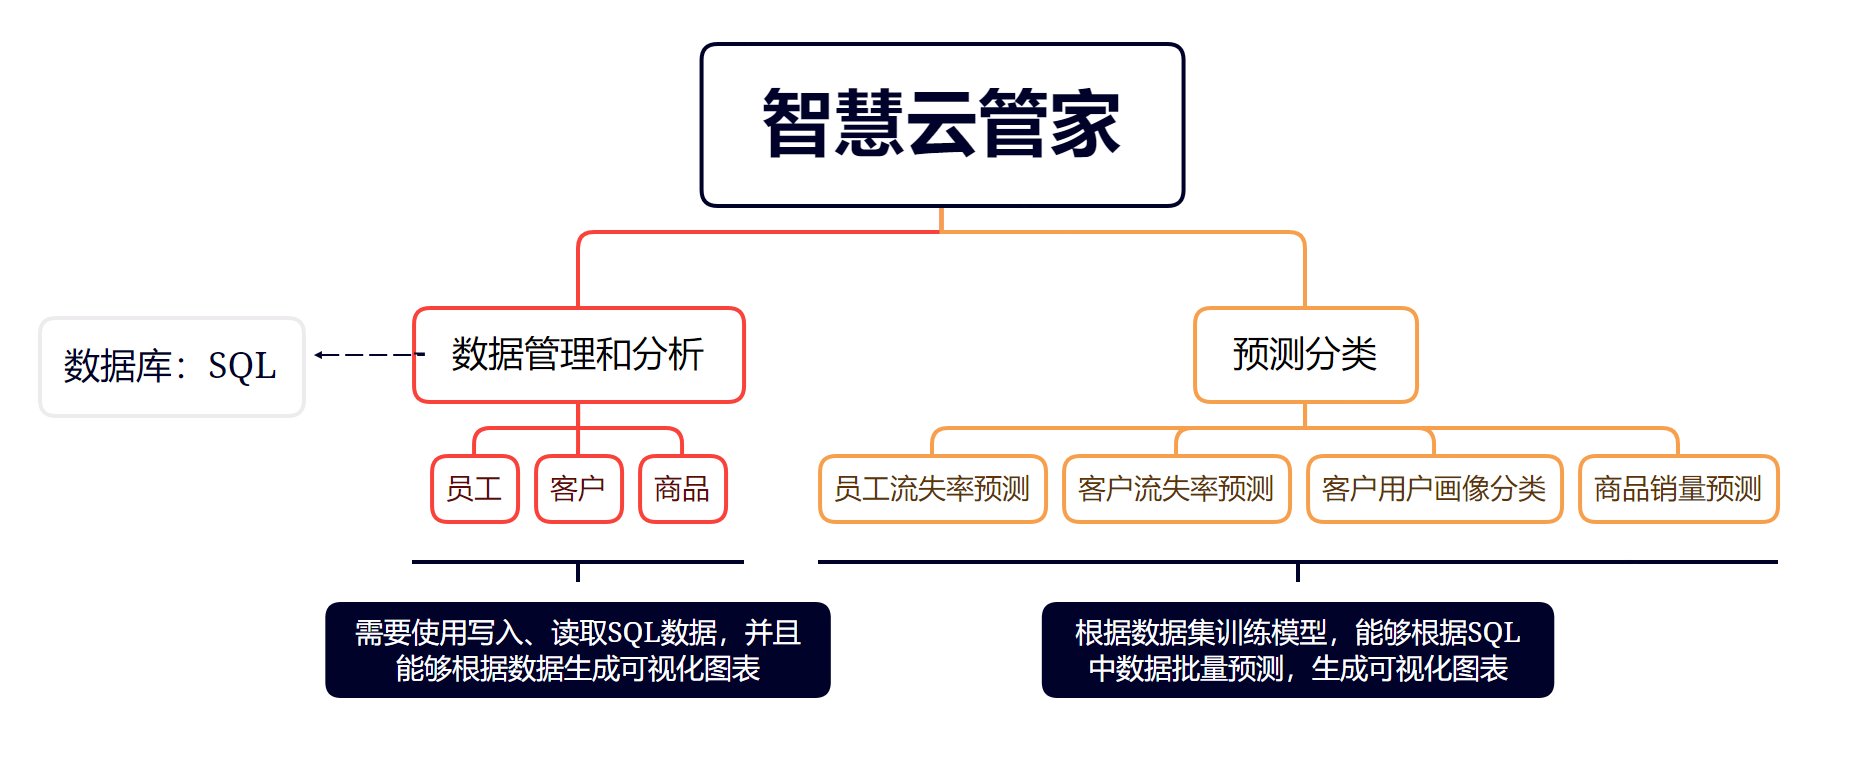 智慧云管家
数据库：SQL
数据管理和分析
预测分类
员工
客户
商品
员工流失率预测
客户流失率预测
客户用户画像分类
商品销量预测
需要使用写入、读取SQL数据，并且
能够根据数据生成可视化图表
根据数据集训练模型，能够根据SQL
中数据批量预测，生成可视化图表